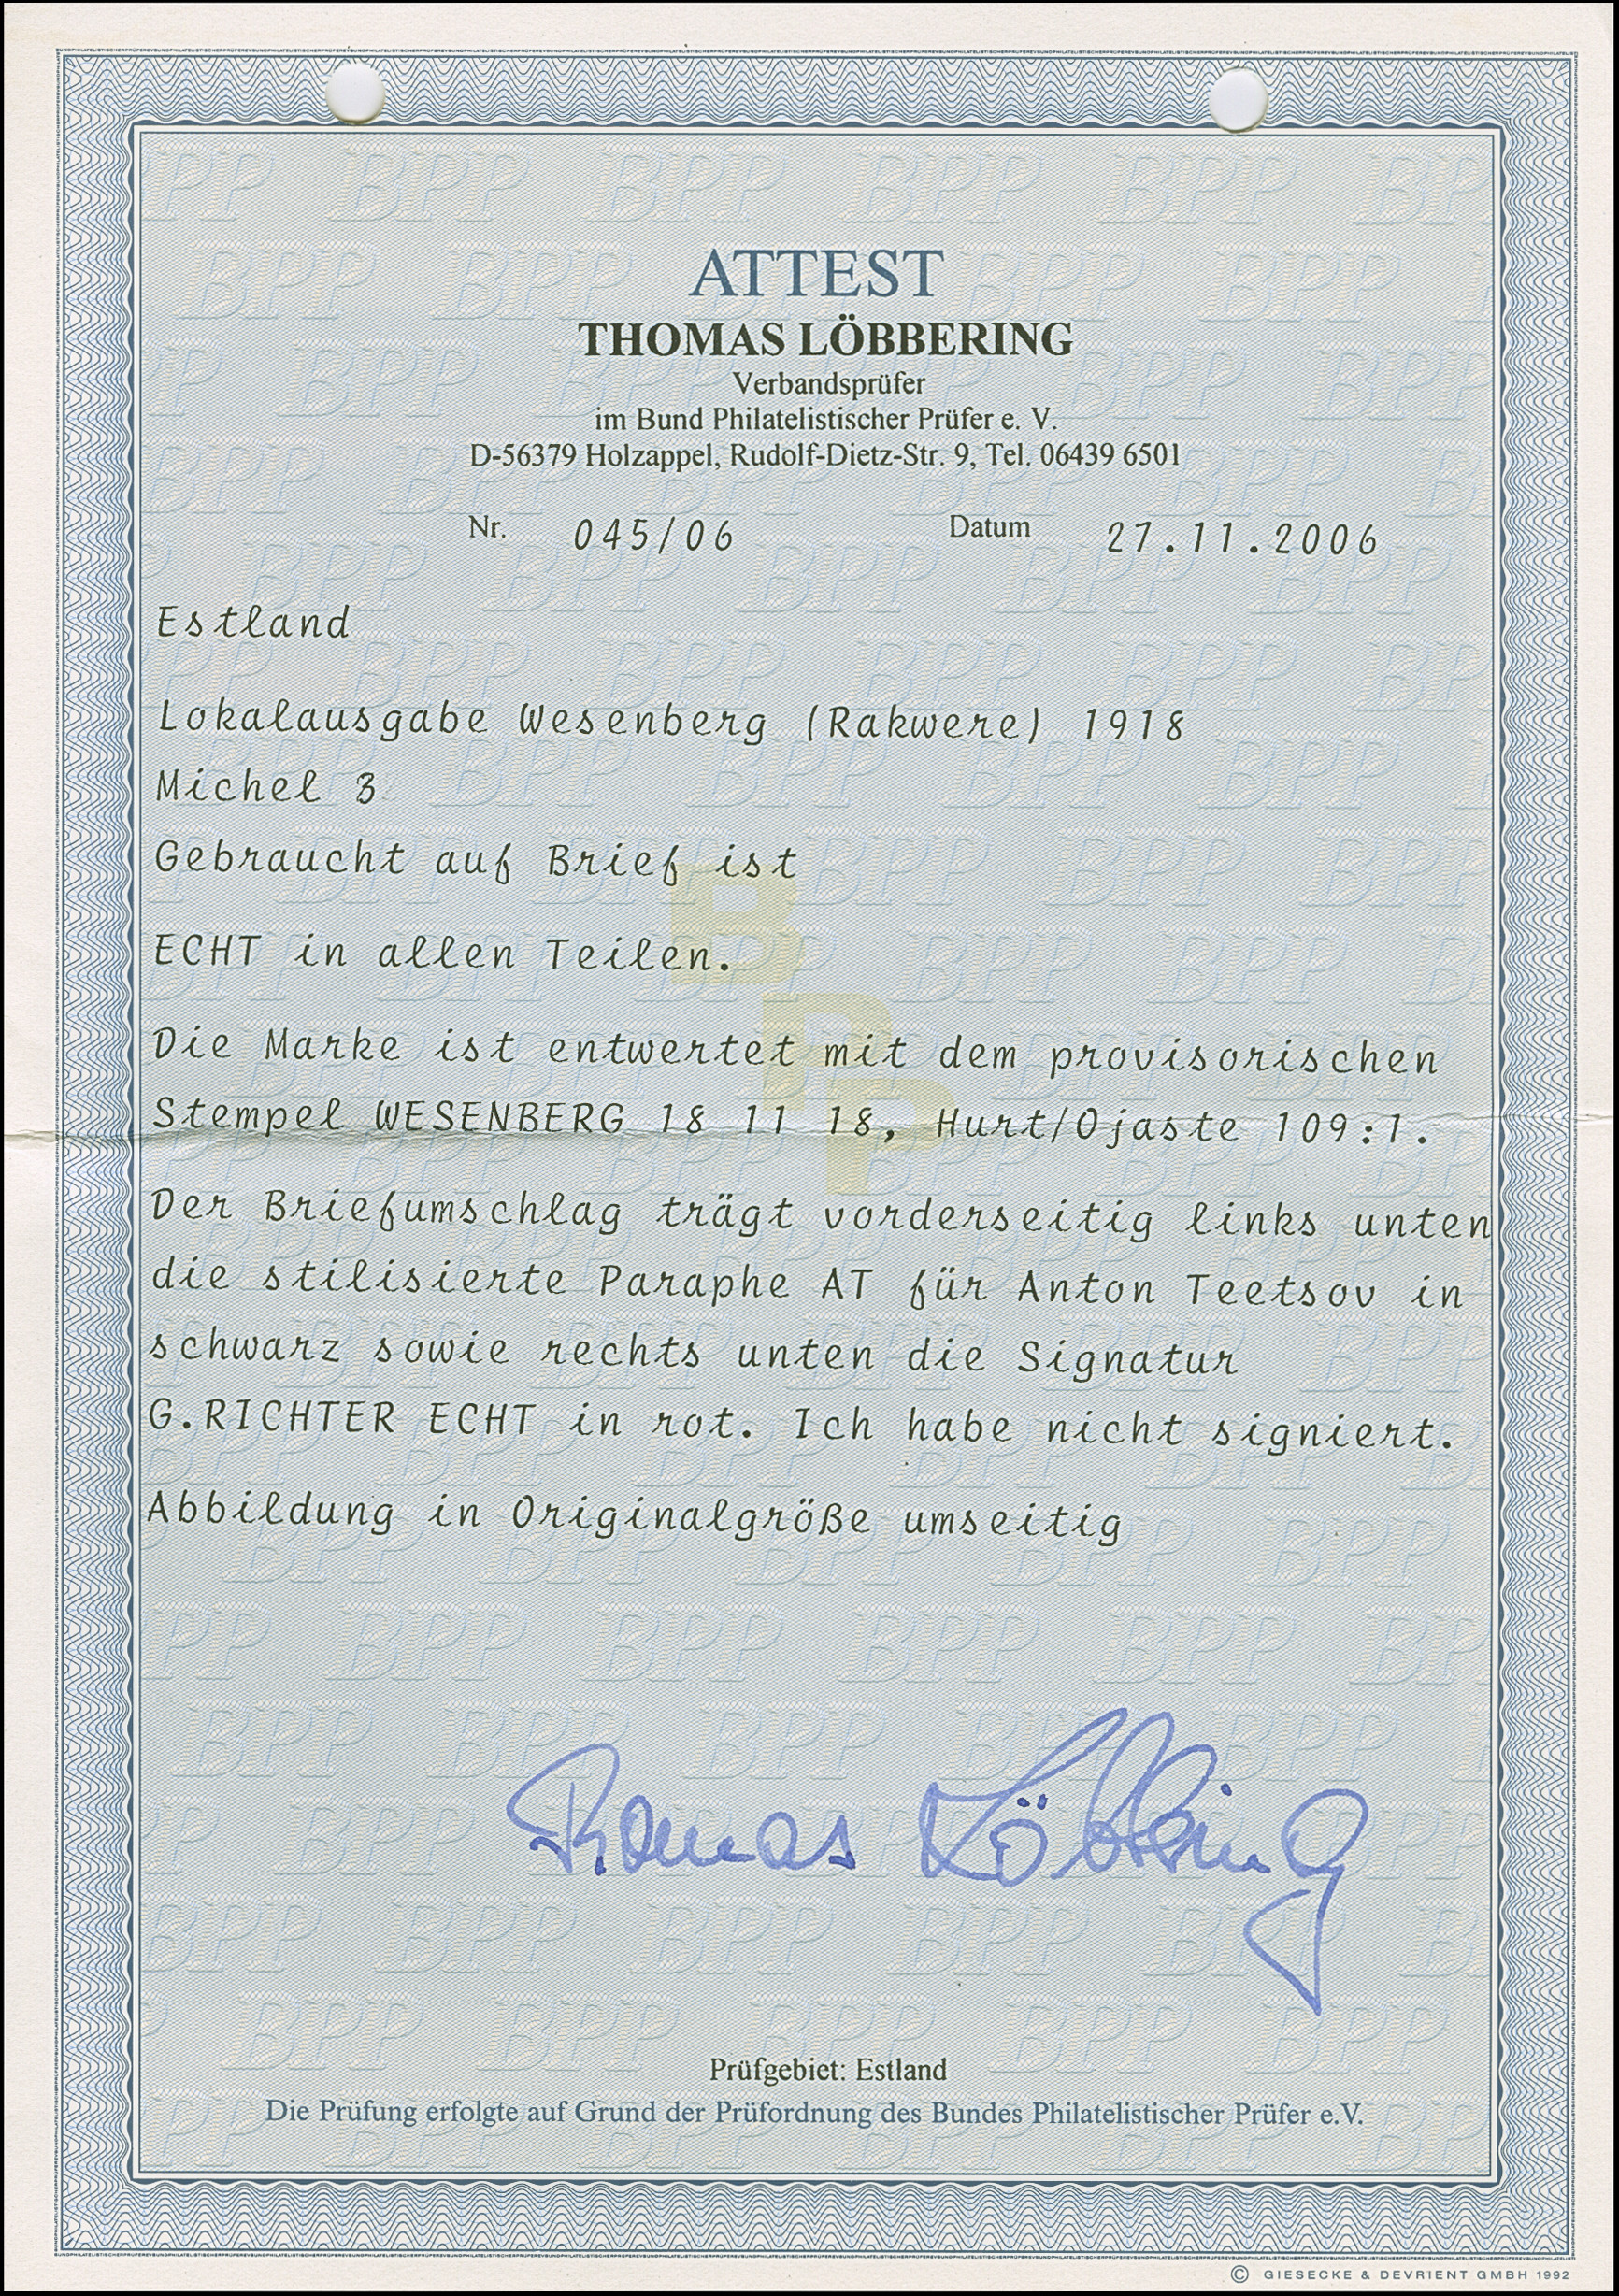 ATTEST
THOMAS LÖBBERING
Verbandsprüfer
im Bund Philatelistischer Prüfer e. V.
D-56379 Holzappel, Rudolf-Dietz-Str. 9, Tel. 06439 6501
Nr. 045/06 Datum 27.11.2006
Estland
Lokalausgabe Wesenberg (Rakwere) 1918
Michel 3
Gebraucht auf Brief ist
ECHT in allen Teilen.
Die Marke ist entwertet mit dem provisorischen
Stempel WESENBERG 18 11 18, Hurt/Ojaste 109:1.
Der Briefumschlag trägt vorderseitig links unten
die stilisierte Paraphe AT für Anton Teetsov in
schwarz sowie rechts unten die Signatur
G.RICHTER ECHT in rot. Ich habe nicht signiert.
Abbildung in Originalgröße umseitig
Thomas Löbbering
Prüfgebiet: Estland
Die Prüfung erfolgte auf Grund der Prüfordnung des Bundes Philatelistischer Prüfer e.V.
© GIESECKE & DEVRIENT GMBH 1992